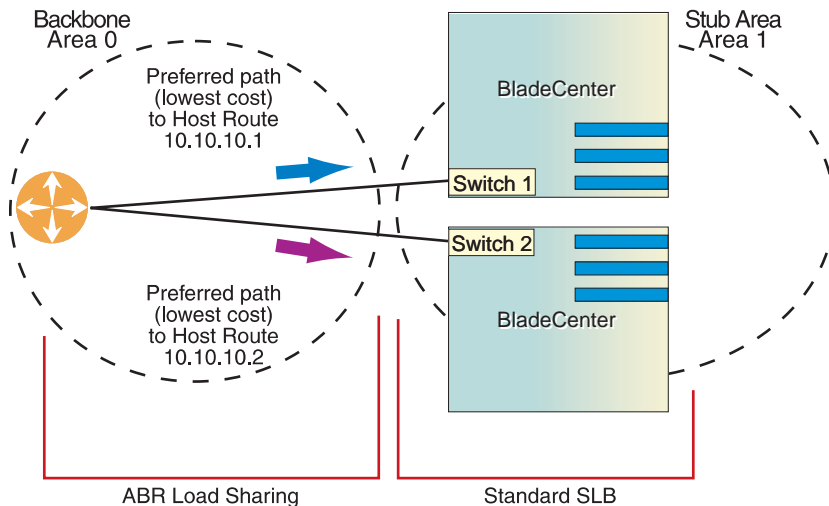 Backbone
Area 0
Stub Area
Area 1
Preferred path
(lowest cost)
to Host Route
10.10.10.1
BladeCenter
Switch 1
Switch 2
Preferred path
(lowest cost)
to Host Route
10.10.10.2
BladeCenter
ABR Load Sharing
Standard SLB